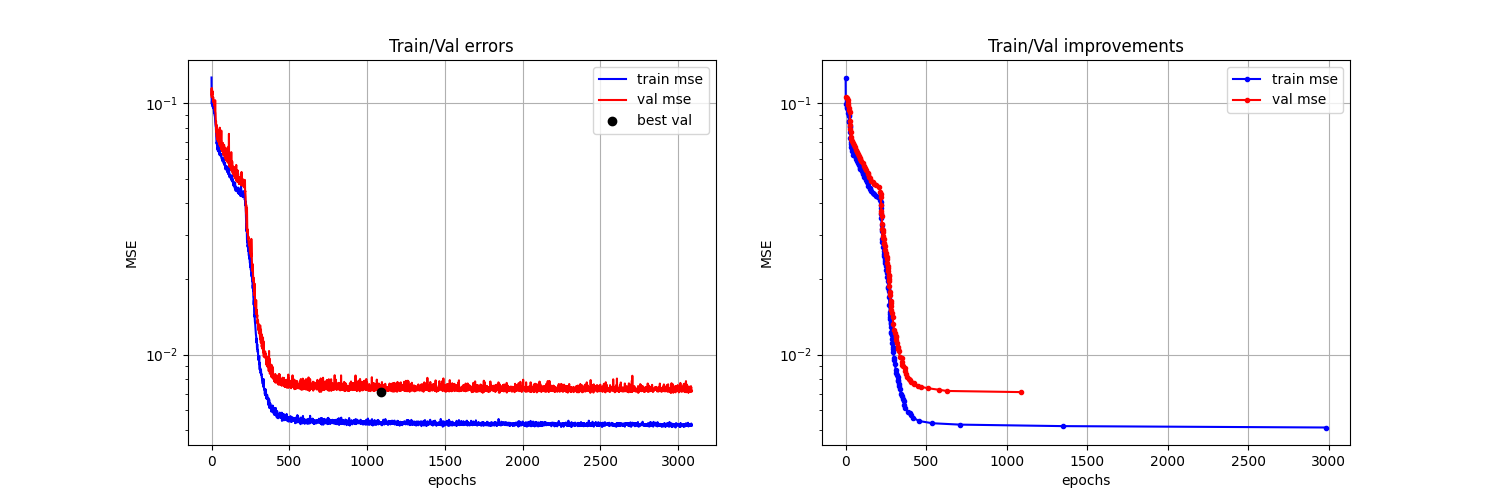 Train/Val errors
train mse
val mse
best val
10⁻¹
10⁻²
MSE
0 500 1000 1500 2000 2500 3000
epochs
Train/Val improvements
train mse
val mse
10⁻¹
10⁻²
MSE
0 500 1000 1500 2000 2500 3000
epochs